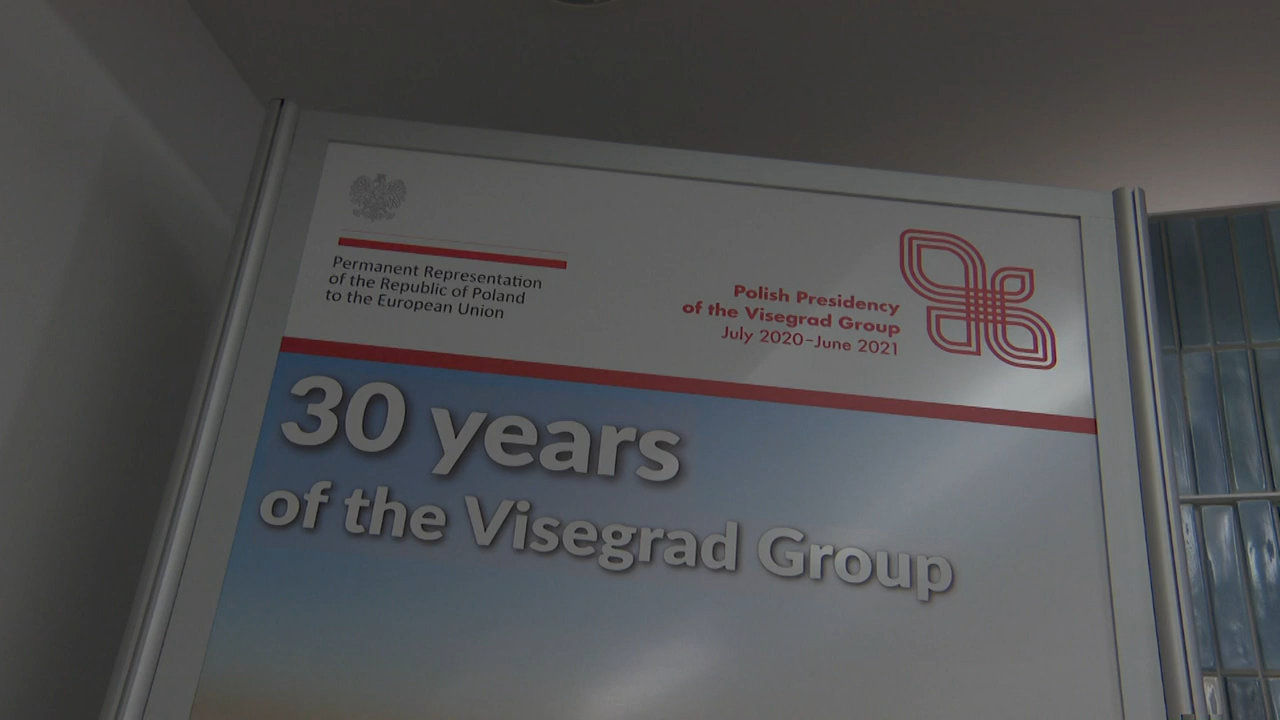 Permanent Representation
of the Republic of Poland
to the European Union
Polish Presidency
of the Visegrad Group
July 2020–June 2021
30 years
of the Visegrad Group